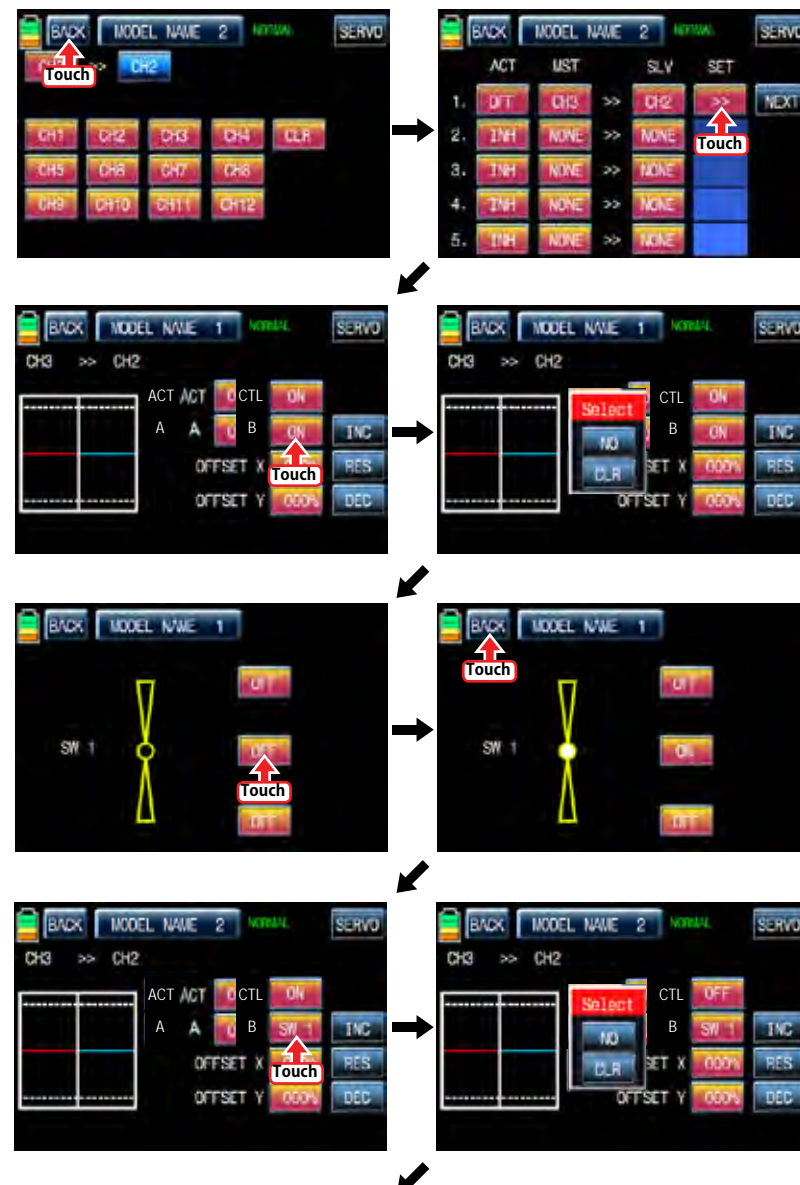 BACK MODEL NAME 2 NORMAL SERVO
>> CH2
Touch
CH1 CH2 CH3 CH4 CLR
CH5 CH6 CH7 CH8
CH9 CH10 CH11 CH12
BACK MODEL NAME 2 NORMAL SERVO
ACT MST SLV SET
1. OFF CH3 >> CH2 >> NEXT
2. INH NONE >> NONE
Touch
3. INH NONE >> NONE
4. INH NONE >> NONE
5. INH NONE >> NONE
BACK MODEL NAME 1 NORMAL SERVO
CH3 >> CH2
ACT ACT CTL ON
A A B ON INC
OFFSET X RES
Touch
OFFSET Y 000% DEC
BACK MODEL NAME 1 NORMAL SERVO
CH3 >> CH2
Select CTL ON
NO B ON INC
CLR SET X 000% RES
OFFSET Y 000% DEC
BACK MODEL NAME 1
OFF
SW 1 OFF
Touch
OFF
BACK MODEL NAME 1
Touch
OFF
SW 1 ON
OFF
BACK MODEL NAME 2 NORMAL SERVO
CH3 >> CH2
ACT ACT CTL ON
A A B SW 1 INC
OFFSET X RES
Touch
OFFSET Y 000% DEC
BACK MODEL NAME 2 NORMAL SERVO
CH3 >> CH2
Select CTL OFF
NO B SW 1 INC
CLR SET X 000% RES
OFFSET Y 000% DEC